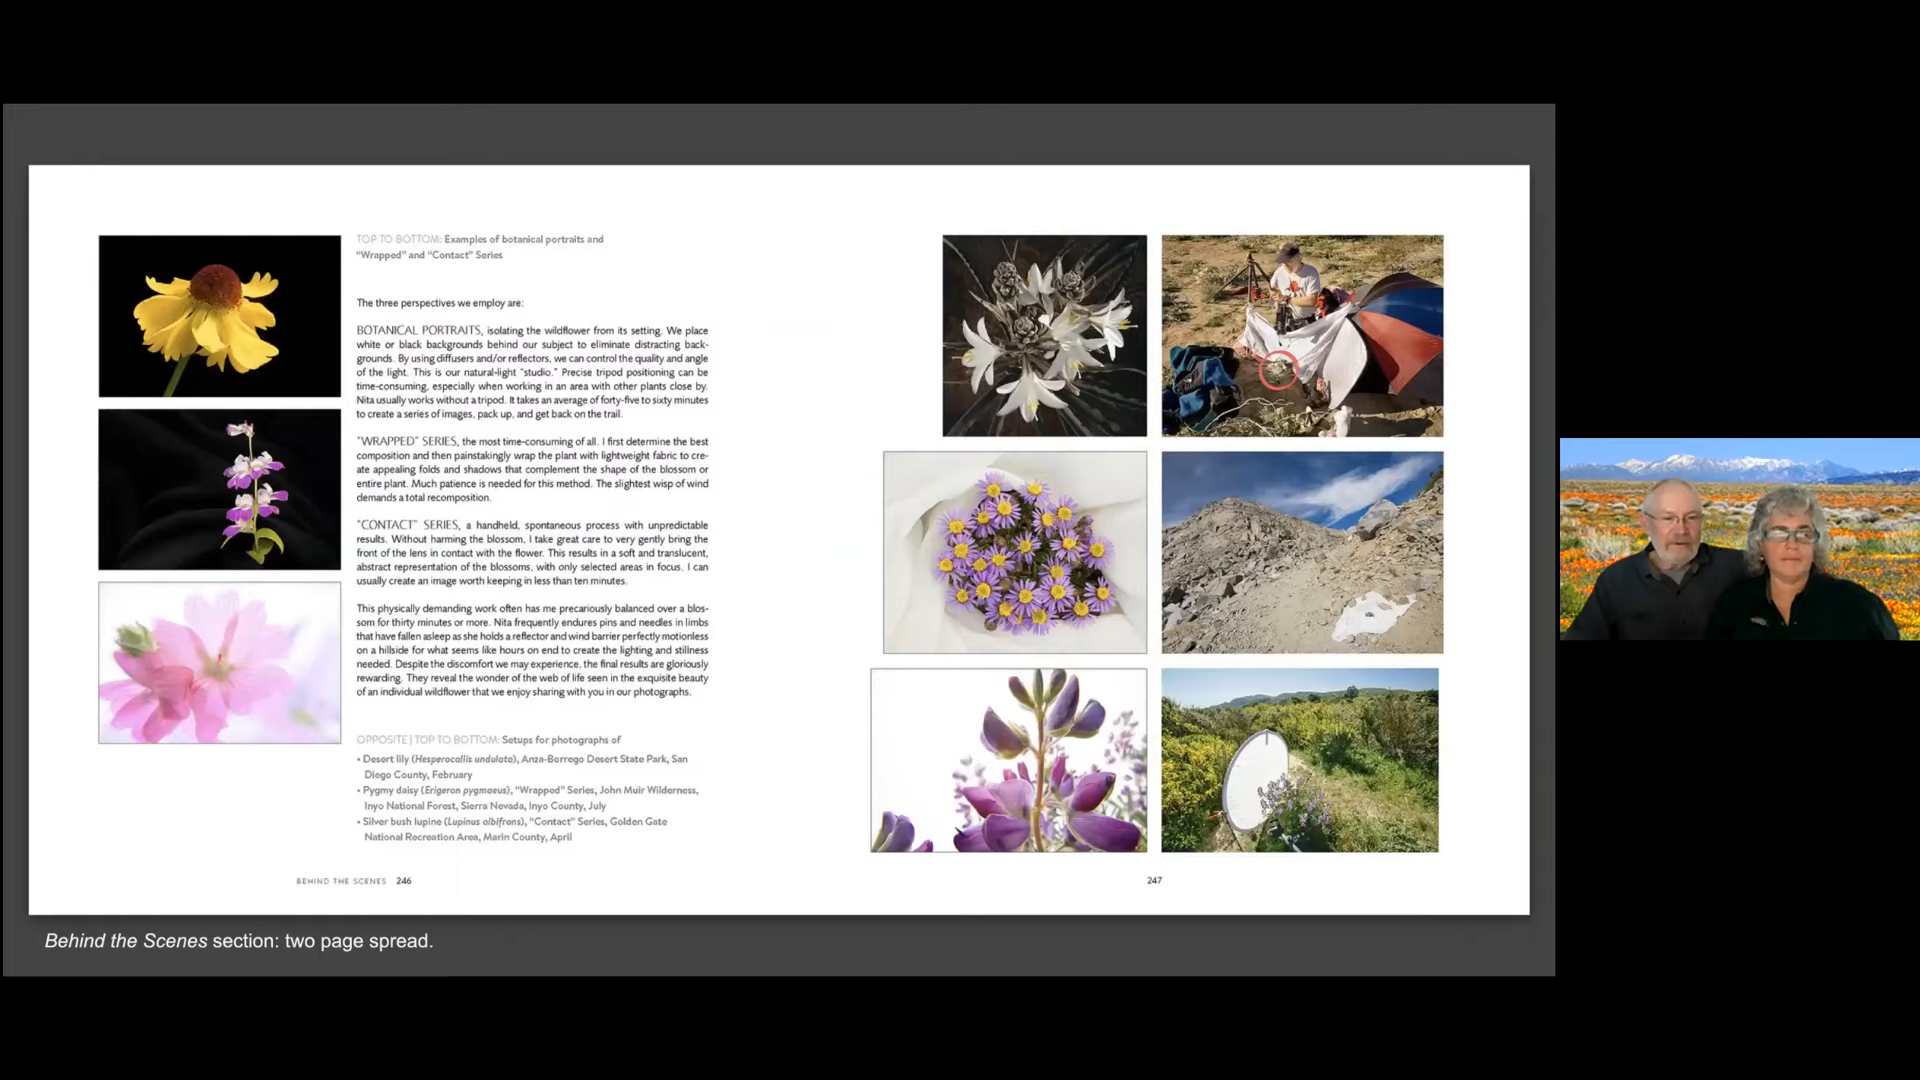 TOP TO BOTTOM: Examples of botanical portraits and
"Wrapped" and "Contact" Series
The three perspectives we employ are:
BOTANICAL PORTRAITS, isolating the wildflower from its setting. We place
white or black backgrounds behind our subject to eliminate distracting back-
grounds. By using diffusers and/or reflectors, we can control the quality and angle
of the light. This is our natural-light "studio." Precise tripod positioning can be
time-consuming, especially when working in an area with other plants close by.
Nita usually works without a tripod. It takes an average of forty-five to sixty minutes
to create a series of images, pack up, and get back on the trail.
"WRAPPED" SERIES, the most time-consuming of all. I first determine the best
composition and then painstakingly wrap the plant with lightweight fabric to cre-
ate appealing folds and shadows that complement the shape of the blossom or
entire plant. Much patience is needed for this method. The slightest wisp of wind
demands a total recomposition.
"CONTACT" SERIES, a handheld, spontaneous process with unpredictable
results. Without harming the blossom, I take great care to very gently bring the
front of the lens in contact with the flower. This results in a soft and translucent,
abstract representation of the blossoms, with only selected areas in focus. I can
usually create an image worth keeping in less than ten minutes.
This physically demanding work often has me precariously balanced over a blos-
som for thirty minutes or more. Nita frequently endures pins and needles in limbs
that have fallen asleep as she holds a reflector and wind barrier perfectly motionless
on a hillside for what seems like hours on end to create the lighting and stillness
needed. Despite the discomfort we may experience, the final results are gloriously
rewarding. They reveal the wonder of the web of life seen in the exquisite beauty
of an individual wildflower that we enjoy sharing with you in our photographs.
OPPOSITE | TOP TO BOTTOM: Setups for photographs of
• Desert lily (Hesperocallis undulata), Anza-Borrego Desert State Park, San
Diego County, February
• Pygmy daisy (Erigeron pygmaeus), "Wrapped" Series, John Muir Wilderness,
Inyo National Forest, Sierra Nevada, Inyo County, July
• Silver bush lupine (Lupinus albifrons), "Contact" Series, Golden Gate
National Recreation Area, Marin County, April
BEHIND THE SCENES 246
247
Behind the Scenes section: two page spread.